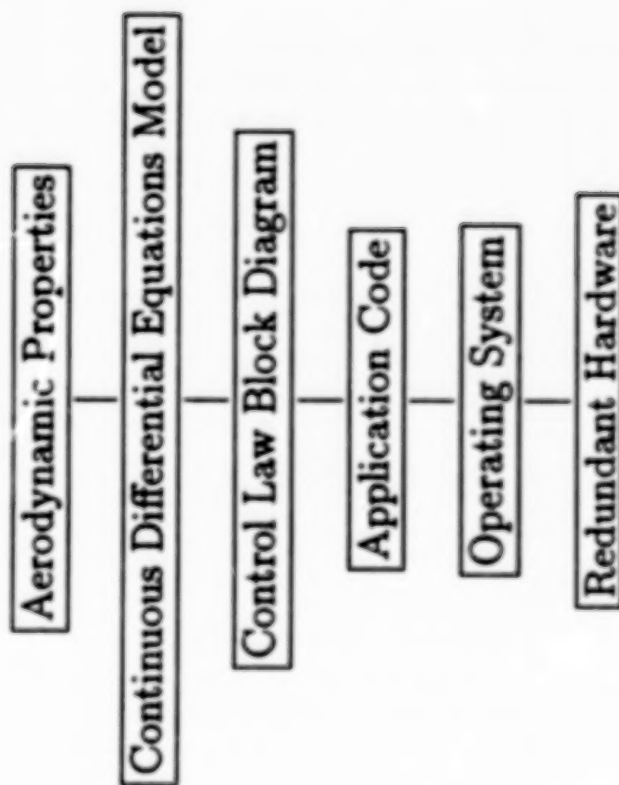 Aerodynamic Properties
Continuous Differential Equations Model
Control Law Block Diagram
Application Code
Operating System
Redundant Hardware